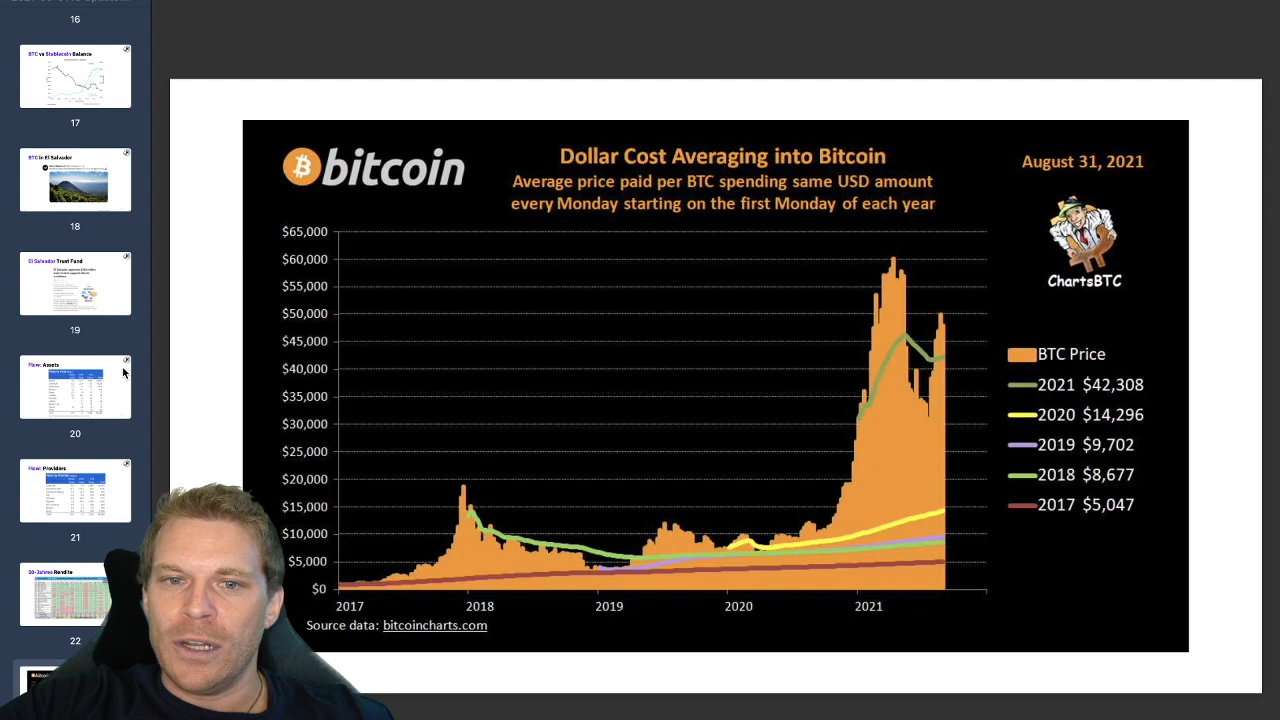 16
BTC vs Stablecoin Balance
17
BTC in El Salvador
18
El Salvador Trust Fund
19
Flow: Assets
20
Flow: Providers
21
10-Jahres Rendite
22
bitcoin
bitcoin
Dollar Cost Averaging into Bitcoin
Average price paid per BTC spending same USD amount
every Monday starting on the first Monday of each year
August 31, 2021
ChartsBTC
$65,000
$60,000
$55,000
$50,000
$45,000
$40,000
$35,000
$30,000
$25,000
$20,000
$15,00
$10,000
$5,000
$0
2017
2018
2019
2020
2021
BTC Price
2021 $42,308
2020 $14,296
2019 $9,702
2018 $8,677
2017 $5,047
Source data: bitcoincharts.com